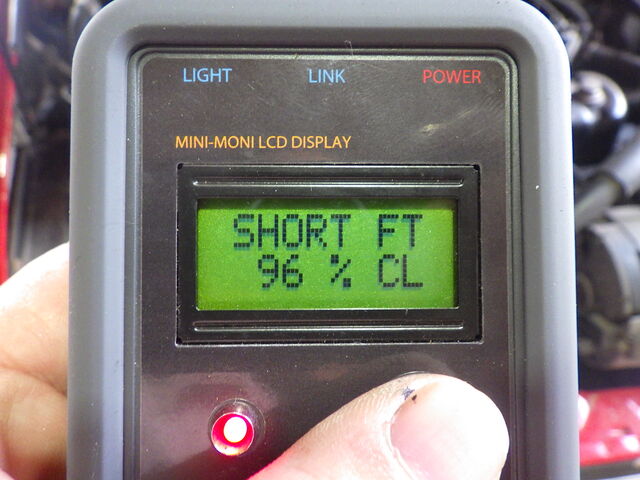 LIGHT LINK POWER
MINI-MONI LCD DISPLAY
SHORT FT
96 % CL